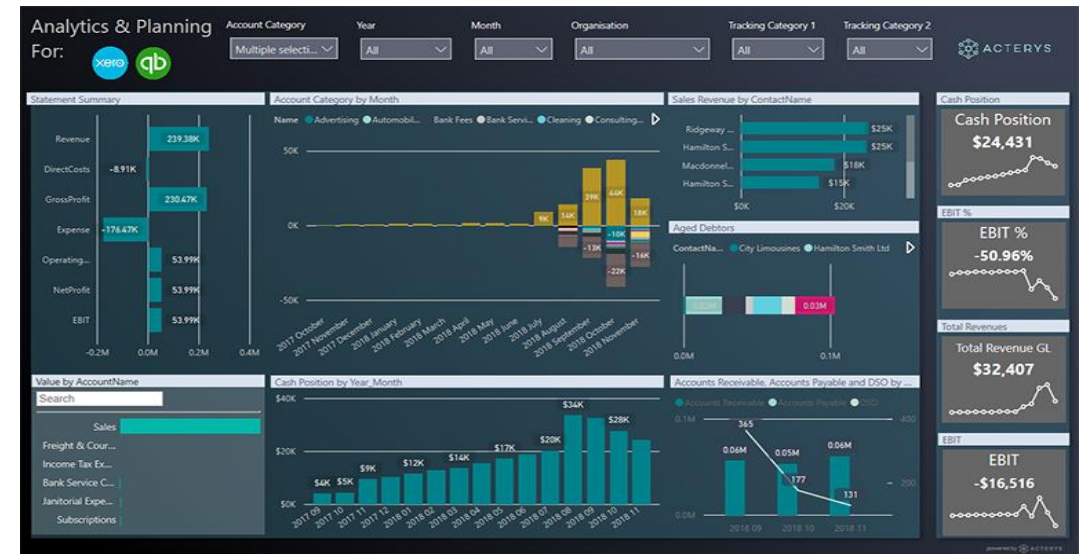 Analytics & Planning
For:
xero
qb
Account Category
Multiple selecti...
Year
All
Month
All
Organisation
All
Tracking Category 1
All
Tracking Category 2
All
ACTERYS
Statement Summary
Revenue 239.38K
DirectCosts -8.91K
GrossProfit 230.47K
Expense -176.47K
Operating... 53.99K
NetProfit 53.99K
EBIT 53.99K
-0.2M 0.0M 0.2M 0.4M
Account Category by Month
Name Advertising Automobil... Bank Fees Bank Servi... Cleaning Consulting...
50K
0K
-50K
9K 14K 39K 44K 18K
-13K -10K -22K -16K
2017 October
2017 November
2017 December
2018 January
2018 February
2018 March
2018 April
2018 May
2018 June
2018 July
2018 August
2018 September
2018 October
2018 November
Sales Revenue by ContactName
Ridgeway ... $25K
Hamilton S... $25K
Macdonnel... $18K
Hamilton S... $15K
$0K $20K
Aged Debtors
ContactNa... City Limousines Hamilton Smith Ltd
0.02M 0.03M
0.0M 0.1M
Cash Position
Cash Position
$24,431
EBIT %
EBIT %
-50.96%
Total Revenues
Total Revenue GL
$32,407
EBIT
EBIT
-$16,516
Value by AccountName
Search
Sales
Freight & Cour...
Income Tax Ex...
Bank Service C...
Janitorial Expe...
Subscriptions
Cash Position by Year_Month
$40K
$20K
$0K
$4K $5K $9K $12K $14K $17K $20K $34K $28K
2017 09
2017 10
2017 11
2017 12
2018 01
2018 02
2018 03
2018 04
2018 05
2018 06
2018 07
2018 08
2018 09
2018 10
2018 11
Accounts Receivable, Accounts Payable and DSO by ...
Accounts Receivable Accounts Payable DSO
0.1M 400
365
0.06M 0.05M 0.06M
177 131
200
0.0M
2018 09 2018 10 2018 11
powered by ACTERYS